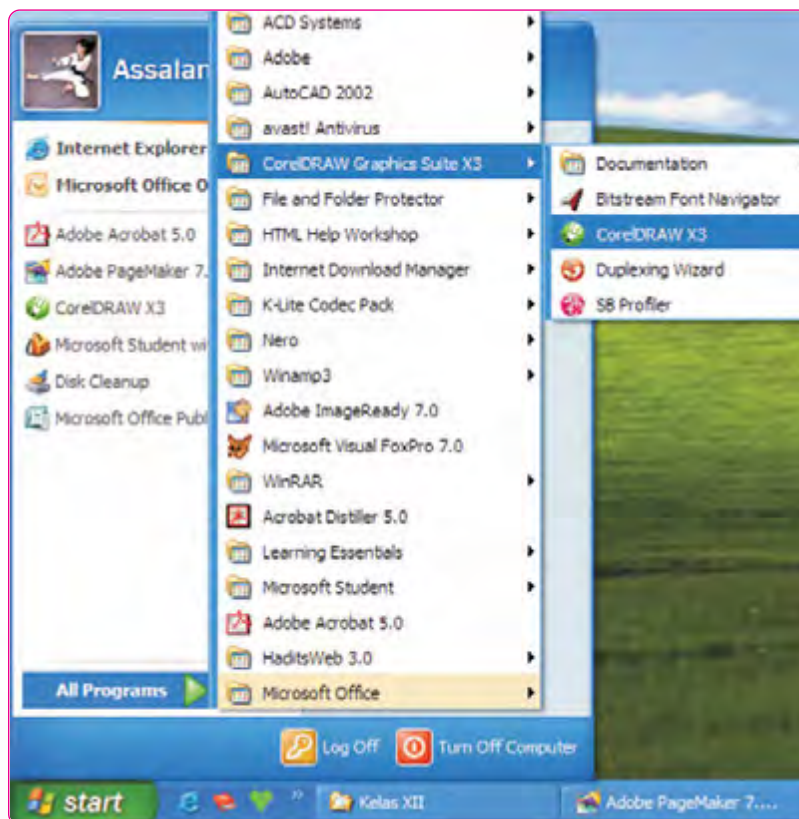 Assalan
Internet Explorer
Microsoft Office O
Adobe Acrobat 5.0
Adobe PageMaker 7.
CorelDRAW X3
Microsoft Student wi
Disk Cleanup
Microsoft Office Publ
All Programs
ACD Systems
Adobe
AutoCAD 2002
avast! Antivirus
CorelDRAW Graphics Suite X3
File and Folder Protector
HTML Help Workshop
Internet Download Manager
K-Lite Codec Pack
Nero
Winamp3
Adobe ImageReady 7.0
Microsoft Visual FoxPro 7.0
WinRAR
Acrobat Distiller 5.0
Learning Essentials
Microsoft Student
Adobe Acrobat 5.0
HaditsWeb 3.0
Microsoft Office
Documentation
Bitstream Font Navigator
CorelDRAW X3
Duplexing Wizard
SB Profiler
Log Off
Turn Off Computer
start
Kelas XII
Adobe PageMaker 7....